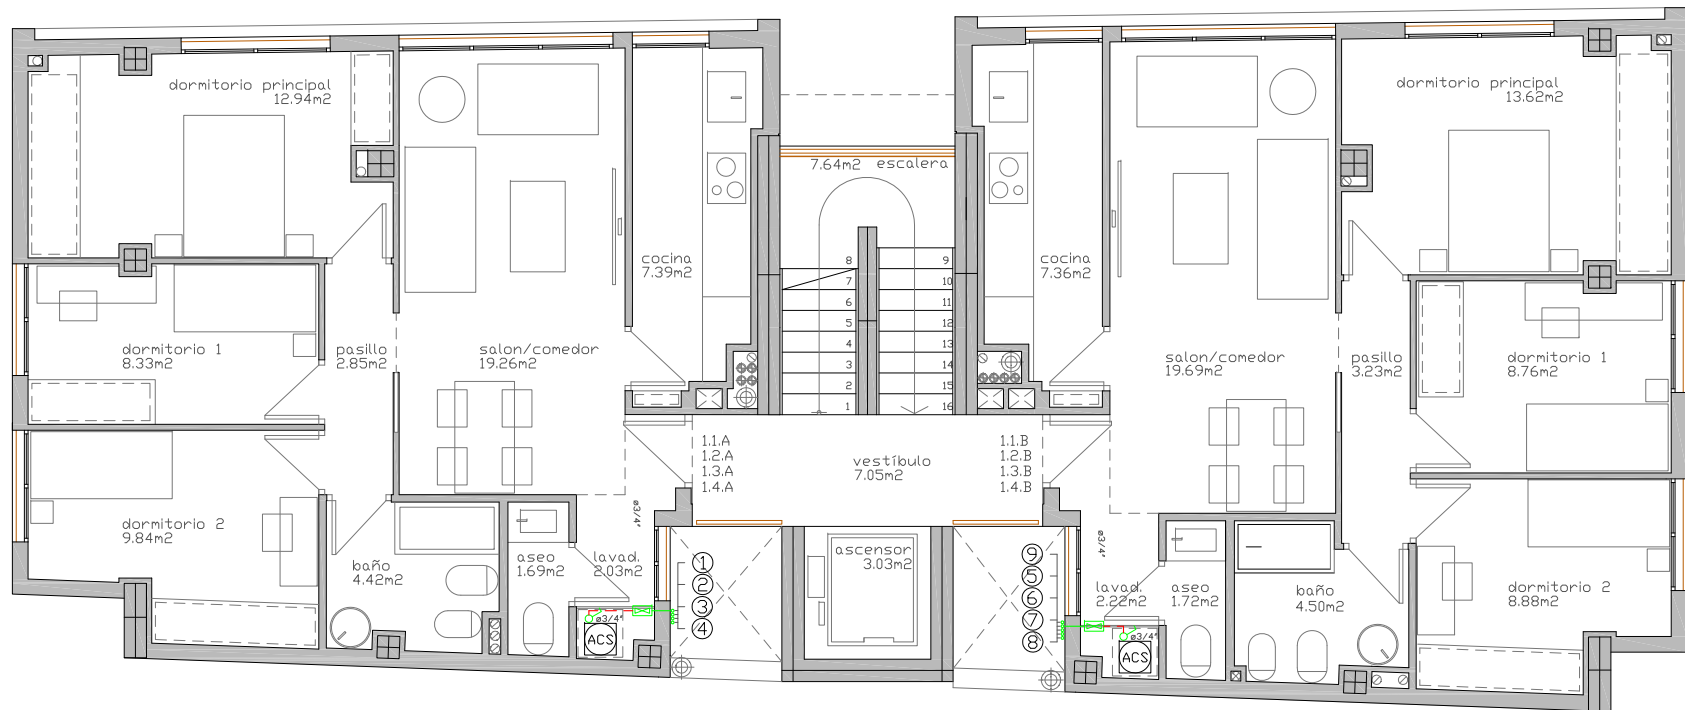 dormitorio principal
12.94m2
7.64m2 escalera
dormitorio principal
13.62m2
cocina
7.39m2
8
7
6
5
4
3
2
1
9
10
11
12
13
14
15
16
cocina
7.36m2
dormitorio 1
8.33m2
pasillo
2.85m2
salon/comedor
19.26m2
salon/comedor
19.69m2
pasillo
3.23m2
dormitorio 1
8.76m2
1.1.A
1.2.A
1.3.A
1.4.A
vestíbulo
7.05m2
1.1.B
1.2.B
1.3.B
1.4.B
dormitorio 2
9.84m2
baño
4.42m2
aseo
1.69m2
lavad.
2.03m2
ø3/4"
ø3/4"
ACS
1
2
3
4
ascensor
3.03m2
9
5
6
7
8
ø3/4"
lavad.
2.22m2
ø3/4"
ACS
aseo
1.72m2
baño
4.50m2
dormitorio 2
8.88m2